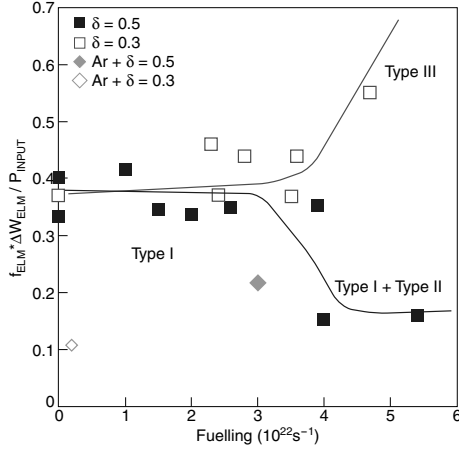 0.7
0.6
0.5
0.4
0.3
0.2
0.1
0
f_ELM*ΔW_ELM / P_INPUT
δ = 0.5
δ = 0.3
Ar + δ = 0.5
Ar + δ = 0.3
Type III
Type I
Type I + Type II
0 1 2 3 4 5 6
Fuelling (10²²s⁻¹)